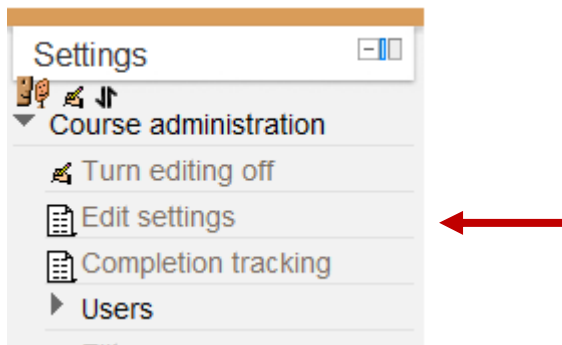 Settings
Course administration
Turn editing off
Edit settings
Completion tracking
Users